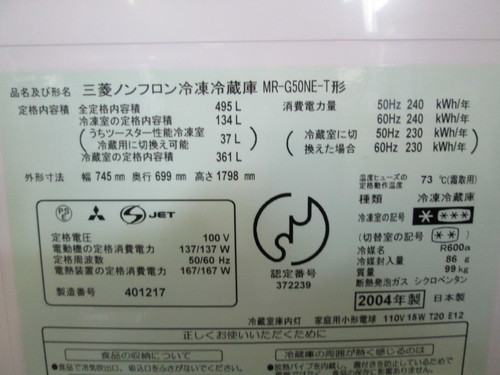 品名及び形名 三菱ノンフロン冷凍冷蔵庫 MR-G50NE-T形
定格内容積 全定格内容積 495 L
冷凍室の定格内容積 134 L
(うちツースター性能冷凍室 37 L)
冷蔵用に切換え可能
冷蔵室の定格内容積 361 L
消費電力量 50Hz 240 kWh/年
60Hz 240 kWh/年
(冷蔵室に切 50Hz 230 kWh/年)
(換えた場合 60Hz 230 kWh/年)
外形寸法 幅 745 mm 奥行 699 mm 高さ 1798 mm
温度ヒューズの定格動作温度 73 ℃(霜取用)
種類 冷凍冷蔵庫
冷凍室の記号 * ***
(切替室の記号) (**)
冷媒名 R600a
冷媒封入量 86 g
質量 99 kg
断熱発泡ガス シクロペンタン
2004年製 日本製
PS E S JET
定格電圧 100 V
電動機の定格消費電力 137/137 W
定格周波数 50/60 Hz
電熱装置の定格消費電力 167/167 W
製造番号 401217
認定番号
372239
冷蔵室庫内灯 家庭用小形電球 110V 15W T20 E12
正しくお使いいただくために
食品の収納について
冷蔵庫の周囲が熱く感じるのは